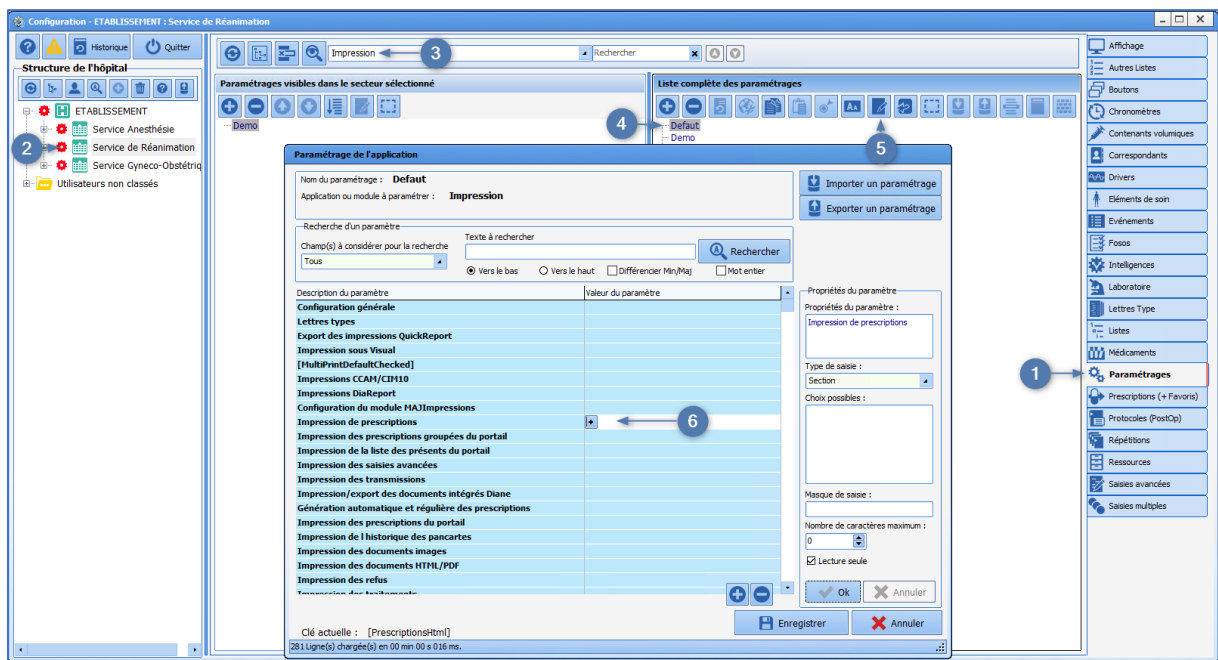 Configuration - ETABLISSEMENT : Service de Réanimation
Historique
Quitter
Structure de l'hôpital
ETABLISSEMENT
Service Anesthésie
2
Service de Réanimation
Service Gyneco-Obstétriq
Utilisateurs non classés
Impression
3
Rechercher
Paramétrages visibles dans le secteur sélectionné
Demo
Liste complète des paramétrages
4
Defaut
Demo
5
Paramétrage de l'application
Nom du paramétrage : Defaut
Application ou module à paramétrer : Impression
Importer un paramétrage
Exporter un paramétrage
Recherche d'un paramètre
Champ(s) à considérer pour la recherche
Tous
Texte à rechercher
Rechercher
Vers le bas
Vers le haut
Différencier Min/Maj
Mot entier
Description du paramètre
Valeur du paramètre
Configuration générale
Lettres types
Export des impressions QuickReport
Impression sous Visual
[MultiPrintDefaultChecked]
Impressions CCAM/CIM10
Impressions DiaReport
Configuration du module MAJImpressions
Impression de prescriptions
6
Impression des prescriptions groupées du portail
Impression de la liste des présents du portail
Impression des saisies avancées
Impression des transmissions
Impression/export des documents intégrés Diane
Génération automatique et régulière des prescriptions
Impression des prescriptions du portail
Impression de l historique des pancartes
Impression des documents images
Impression des documents HTML/PDF
Impression des refus
Impression des traitements
Propriétés du paramètre
Propriétés du paramètre :
Impression de prescriptions
Type de saisie :
Section
Choix possibles :
Masque de saisie :
Nombre de caractères maximum :
0
Lecture seule
Ok
Annuler
Enregistrer
Annuler
Clé actuelle : [PrescriptionsHtml]
281 Ligne(s) chargée(s) en 00 min 00 s 016 ms.
Affichage
Autres Listes
Boutons
Chronomètres
Contenants volumiques
Correspondants
Drivers
Eléments de soin
Evénements
Fosos
Intelligences
Laboratoire
Lettres Type
Listes
Médicaments
1
Paramétrages
Prescriptions (+ Favoris)
Protocoles (PostOp)
Répétitions
Ressources
Saisies avancées
Saisies multiples